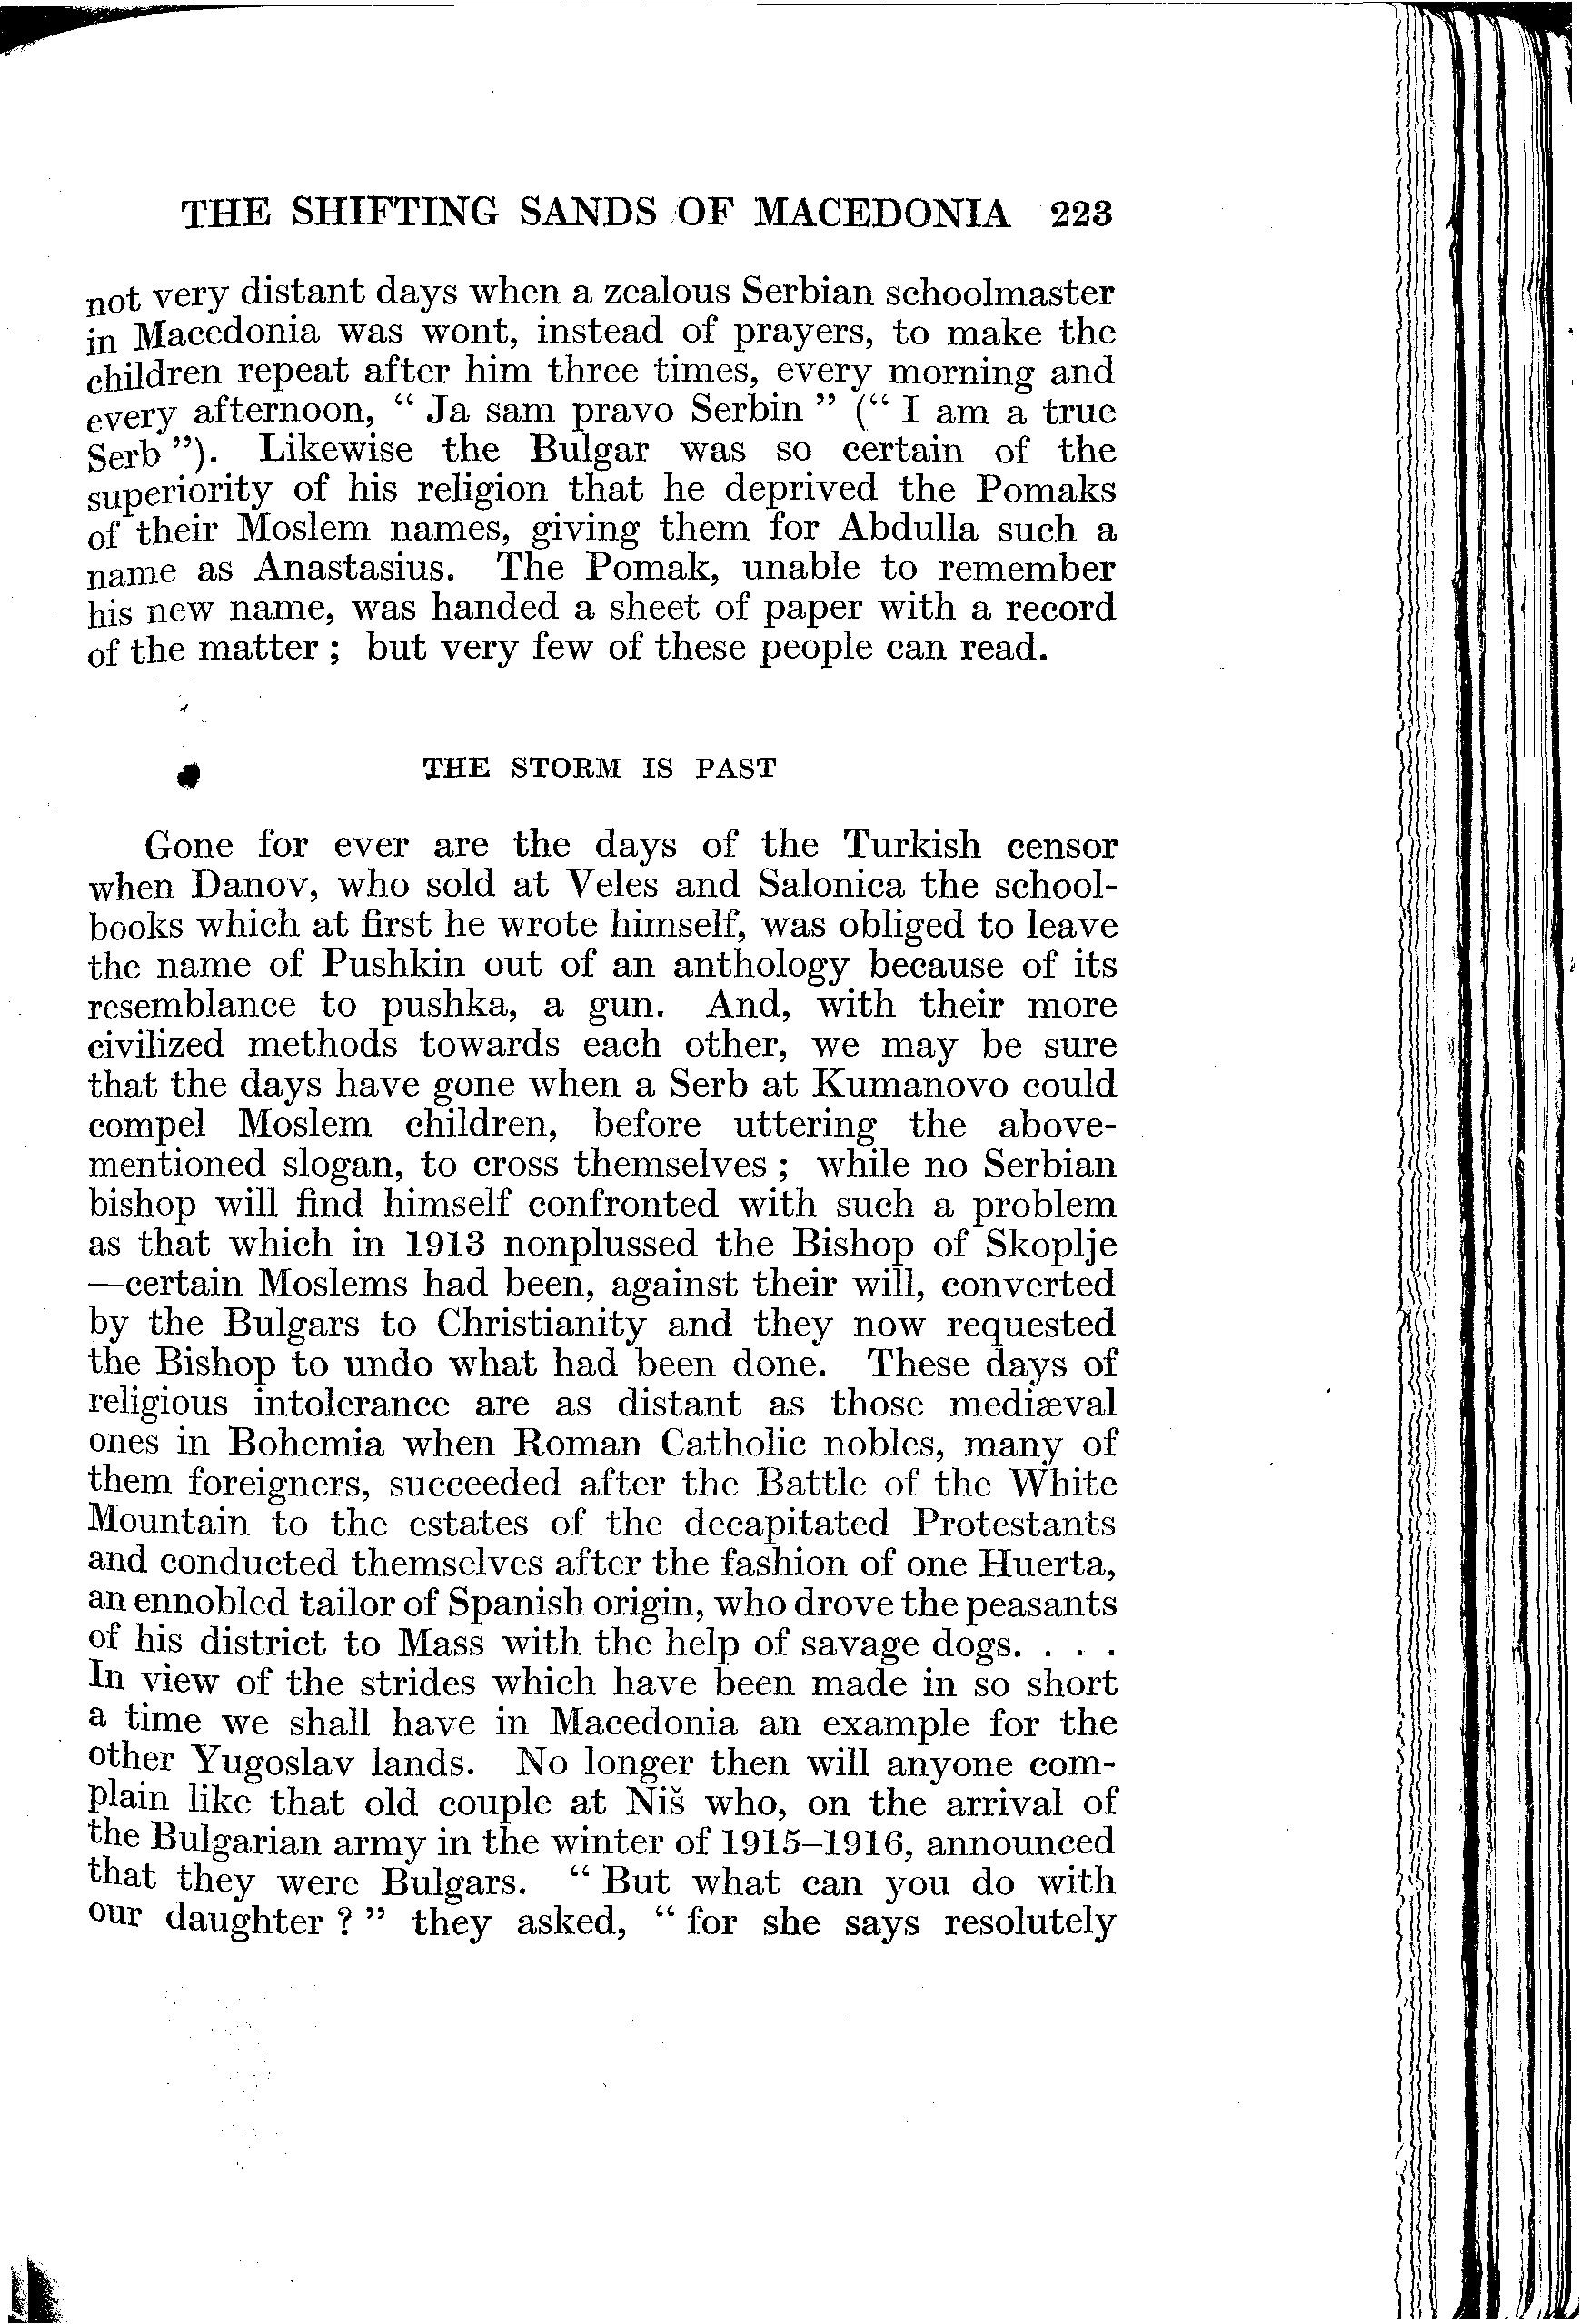 THE SHIFTING SANDS OF MACEDONIA 223
not very distant days when a zealous Serbian schoolmaster
in Macedonia was wont, instead of prayers, to make the
children repeat after him three times, every morning and
every afternoon, “ Ja sam pravo Serbin ” (“ I am a true
Serb ”). Likewise the Bulgar was so certain of the
superiority of his religion that he deprived the Pomaks
of their Moslem names, giving them for Abdulla such a
name as Anastasius. The Pomak, unable to remember
his new name, was handed a sheet of paper with a record
of the matter ; but very few of these people can read.
THE STORM IS PAST
Gone for ever are the days of the Turkish censor
when Danov, who sold at Veles and Salonica the school-
books which at first he wrote himself, was obliged to leave
the name of Pushkin out of an anthology because of its
resemblance to pushka, a gun. And, with their more
civilized methods towards each other, we may be sure
that the days have gone when a Serb at Kumanovo could
compel Moslem children, before uttering the above-
mentioned slogan, to cross themselves ; while no Serbian
bishop will find himself confronted with such a problem
as that which in 1913 nonplussed the Bishop of Skoplje
—certain Moslems had been, against their will, converted
by the Bulgars to Christianity and they now requested
the Bishop to undo what had been done. These days of
religious intolerance are as distant as those mediæval
ones in Bohemia when Roman Catholic nobles, many of
them foreigners, succeeded after the Battle of the White
Mountain to the estates of the decapitated Protestants
and conducted themselves after the fashion of one Huerta,
an ennobled tailor of Spanish origin, who drove the peasants
of his district to Mass with the help of savage dogs. . . .
In view of the strides which have been made in so short
a time we shall have in Macedonia an example for the
other Yugoslav lands. No longer then will anyone com-
plain like that old couple at Niš who, on the arrival of
the Bulgarian army in the winter of 1915–1916, announced
that they were Bulgars. “ But what can you do with
our daughter ? ” they asked, “ for she says resolutely